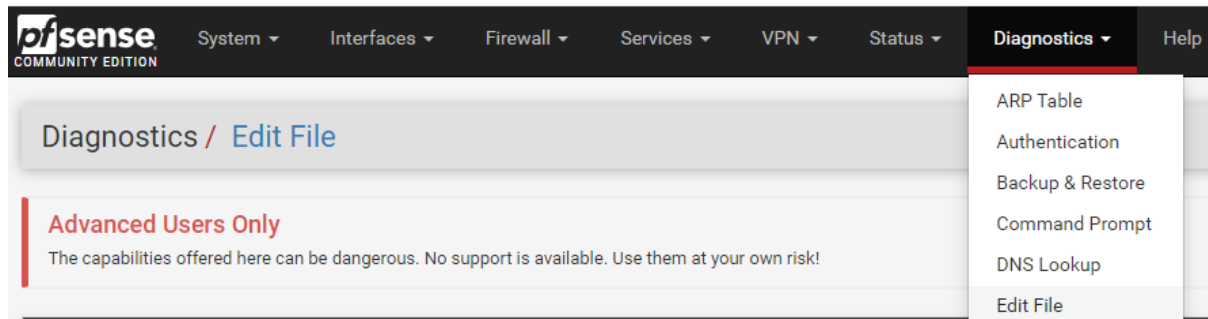 pfsense System Interfaces Firewall Services VPN Status Diagnostics Help
COMMUNITY EDITION
ARP Table
Diagnostics / Edit File
Authentication
Backup & Restore
Advanced Users Only
Command Prompt
The capabilities offered here can be dangerous. No support is available. Use them at your own risk!
DNS Lookup
Edit File